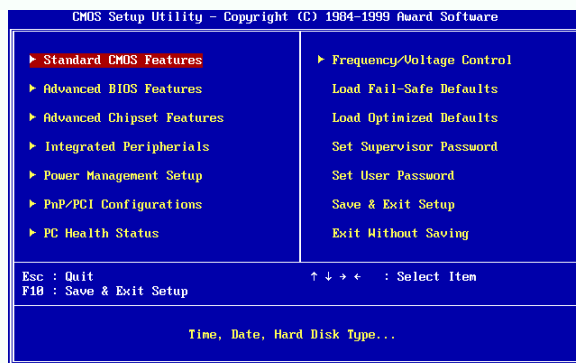 CMOS Setup Utility - Copyright (C) 1984-1999 Award Software
▶ Standard CMOS Features
▶ Advanced BIOS Features
▶ Advanced Chipset Features
▶ Integrated Peripherials
▶ Power Management Setup
▶ PnP/PCI Configurations
▶ PC Health Status
▶ Frequency/Voltage Control
Load Fail-Safe Defaults
Load Optimized Defaults
Set Supervisor Password
Set User Password
Save & Exit Setup
Exit Without Saving
Esc : Quit
F10 : Save & Exit Setup
↑ ↓ → ← : Select Item
Time, Date, Hard Disk Type...